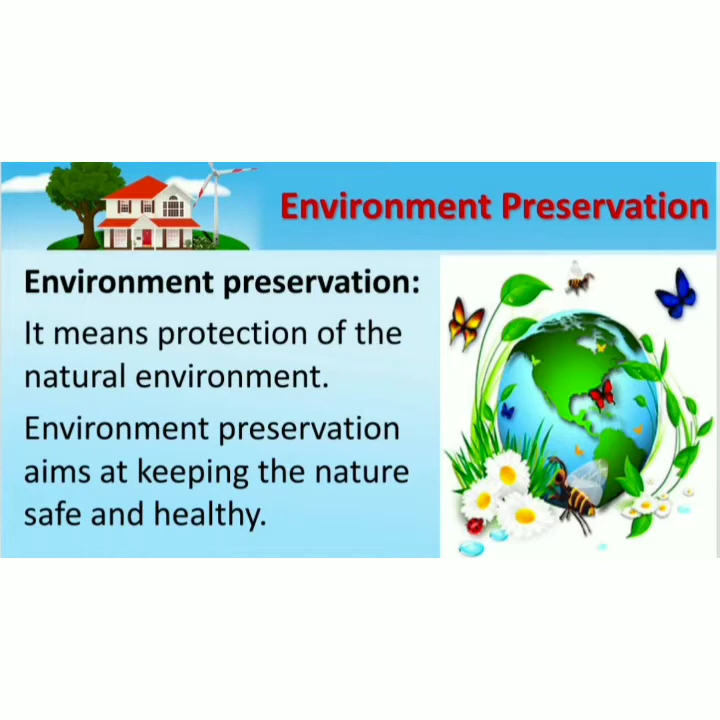 Environment Preservation
Environment preservation:
It means protection of the
natural environment.
Environment preservation
aims at keeping the nature
safe and healthy.